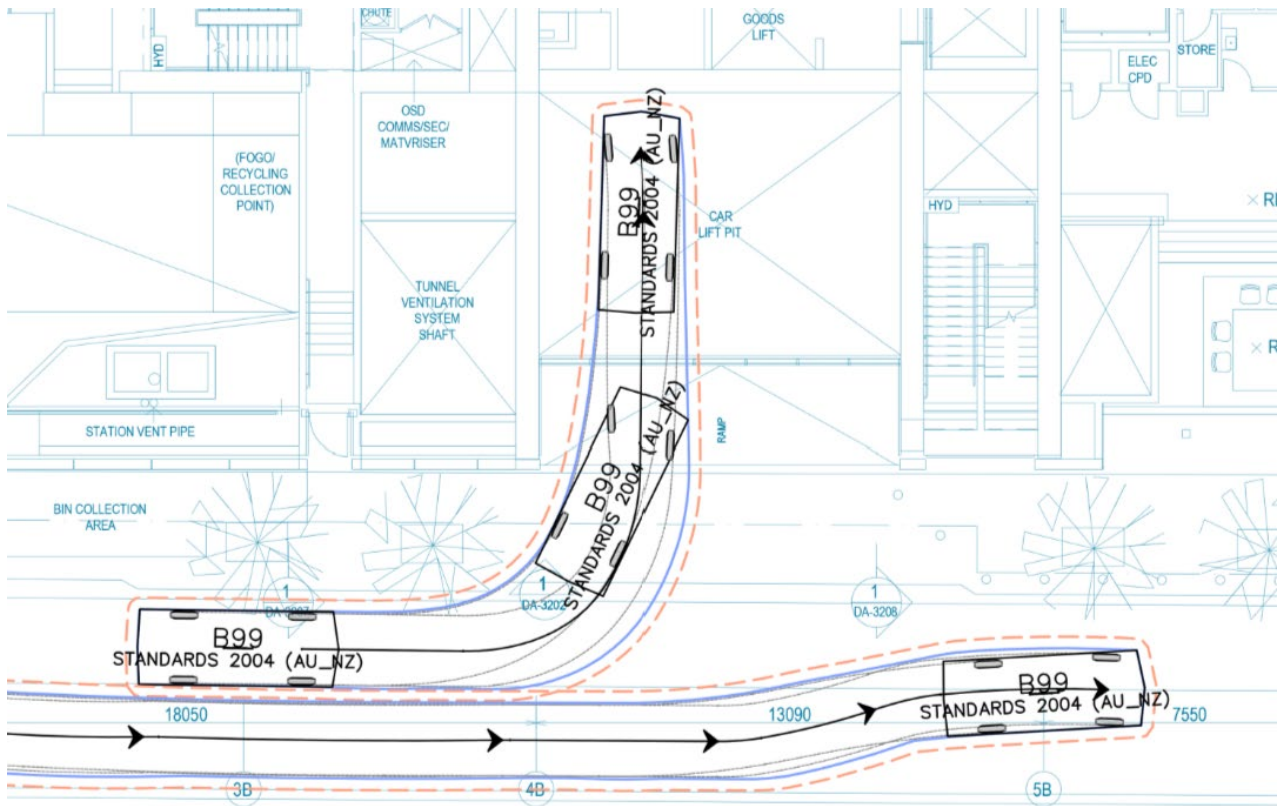 CHUTE
HYD
GOODS
LIFT
STORE
ELEC
CPD
OSD
COMMS/SEC/
MATVRISER
(FOGO/
RECYCLING
COLLECTION
POINT)
B99
STANDARDS 2004 (AU_NZ)
CAR
LIFT PIT
HYD
TUNNEL
VENTILATION
SYSTEM
SHAFT
STATION VENT PIPE
RAMP
B99
STANDARDS 2004 (AU_NZ)
BIN COLLECTION
AREA
1
1
DA-3202
1
DA-3208
B99
STANDARDS 2004 (AU_NZ)
B99
STANDARDS 2004 (AU_NZ)
18050
13090
7550
3B
4B
5B